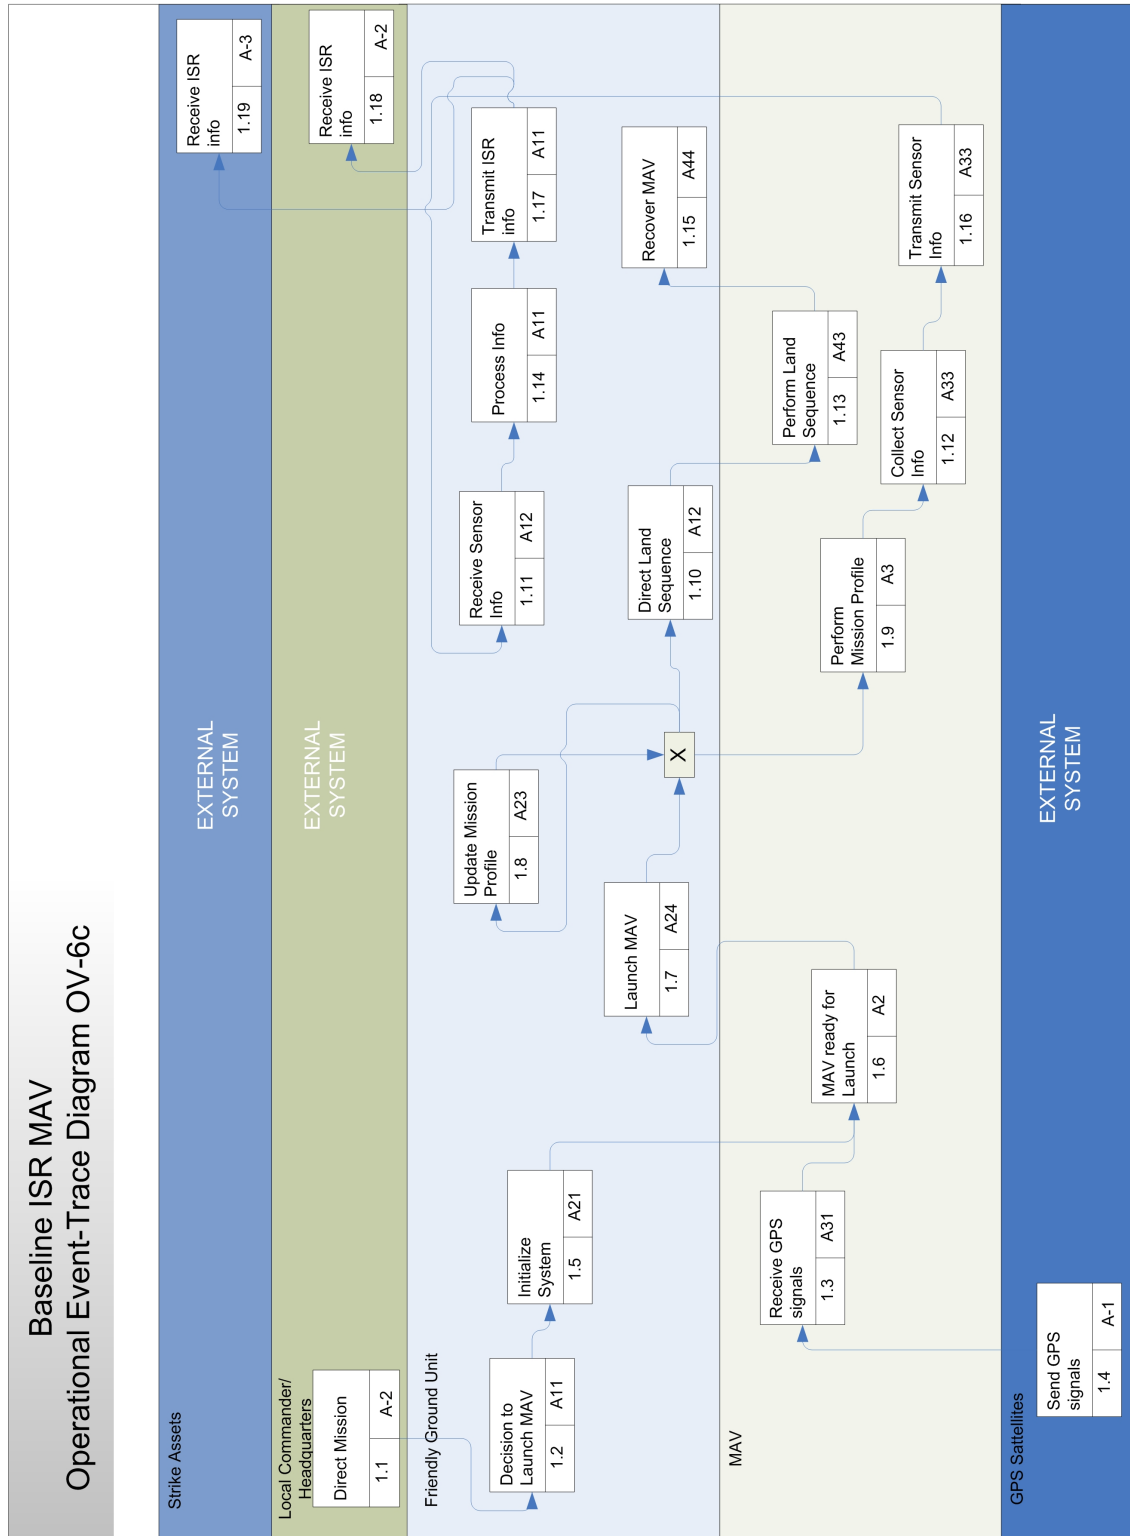 Baseline ISR MAV
Operational Event-Trace Diagram OV-6c
Strike Assets
EXTERNAL
SYSTEM
Receive ISR
info
1.19
A-3
Local Commander/
Headquarters
Direct Mission
1.1
A-2
EXTERNAL
SYSTEM
Receive ISR
info
1.18
A-2
Friendly Ground Unit
Decision to
Launch MAV
1.2
A11
Initialize
System
1.5
A21
Launch MAV
1.7
A24
Update Mission
Profile
1.8
A23
X
Receive Sensor
Info
1.11
A12
Direct Land
Sequence
1.10
A12
Process Info
1.14
A11
Transmit ISR
info
1.17
A11
Recover MAV
1.15
A44
MAV
Receive GPS
signals
1.3
A31
MAV ready for
Launch
1.6
A2
Perform
Mission Profile
1.9
A3
Perform Land
Sequence
1.13
A43
Collect Sensor
Info
1.12
A33
Transmit Sensor
Info
1.16
A33
GPS Sattellites
Send GPS
signals
1.4
A-1
EXTERNAL
SYSTEM